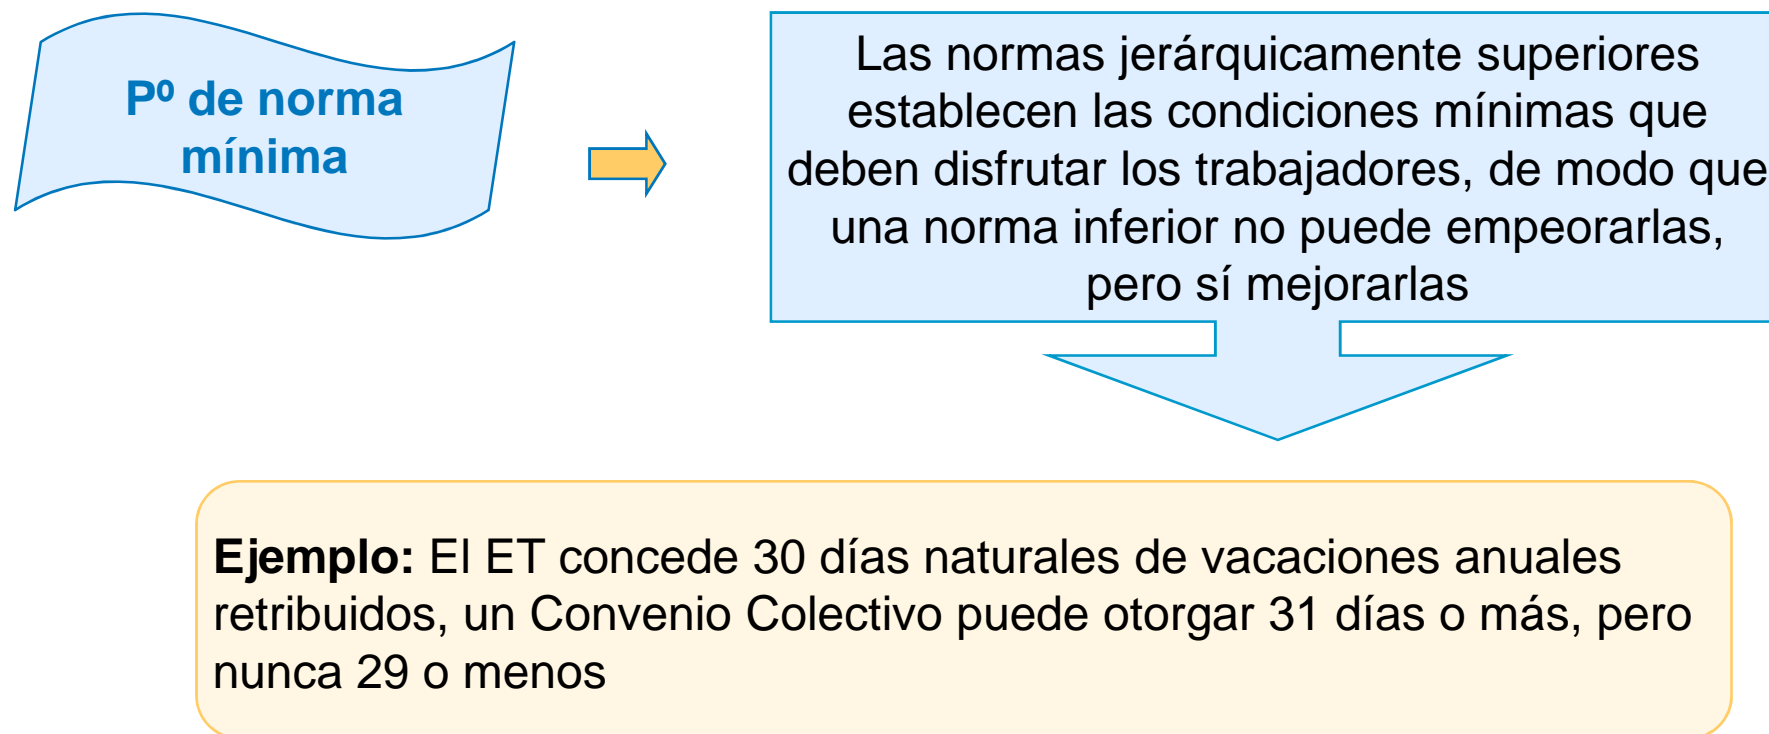 Pº de norma
mínima
Las normas jerárquicamente superiores
establecen las condiciones mínimas que
deben disfrutar los trabajadores, de modo que
una norma inferior no puede empeorarlas,
pero sí mejorarlas
Ejemplo: El ET concede 30 días naturales de vacaciones anuales
retribuidos, un Convenio Colectivo puede otorgar 31 días o más, pero
nunca 29 o menos